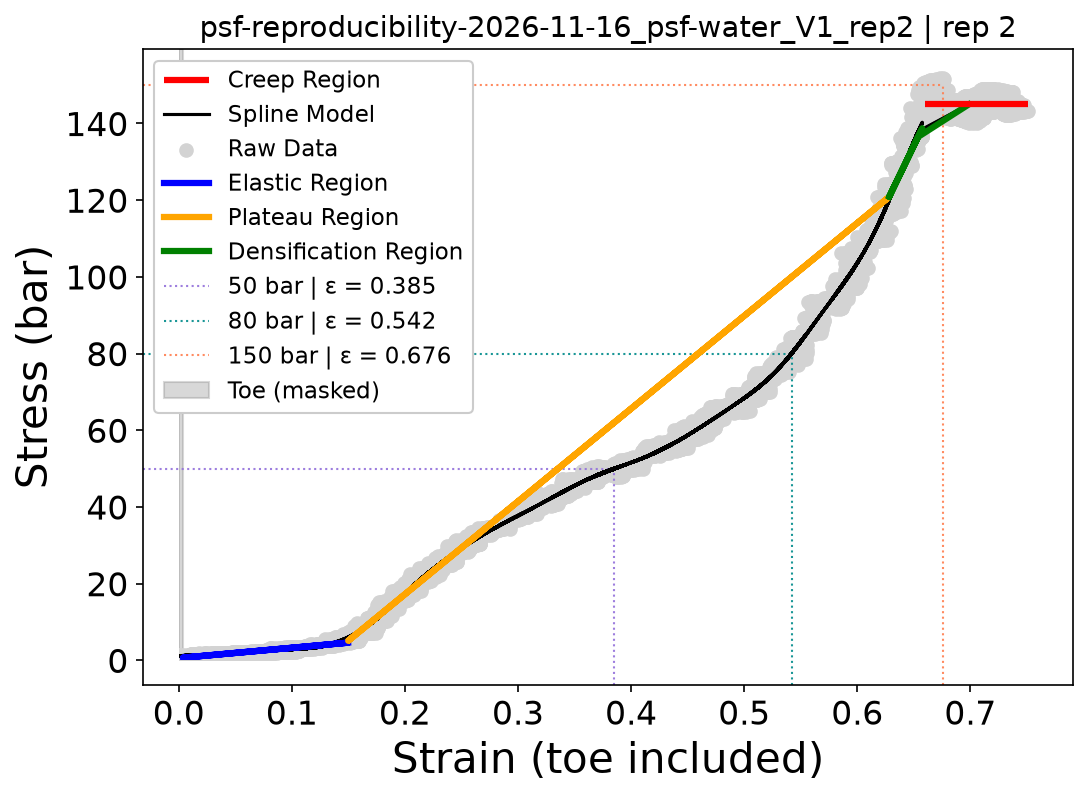 psf-reproducibility-2026-11-16_psf-water_V1_rep2 | rep 2
Creep Region
Spline Model
Raw Data
Elastic Region
Plateau Region
Densification Region
50 bar | ε = 0.385
80 bar | ε = 0.542
150 bar | ε = 0.676
Toe (masked)
Stress (bar)
140
120
100
80
60
40
20
0
0.0 0.1 0.2 0.3 0.4 0.5 0.6 0.7
Strain (toe included)